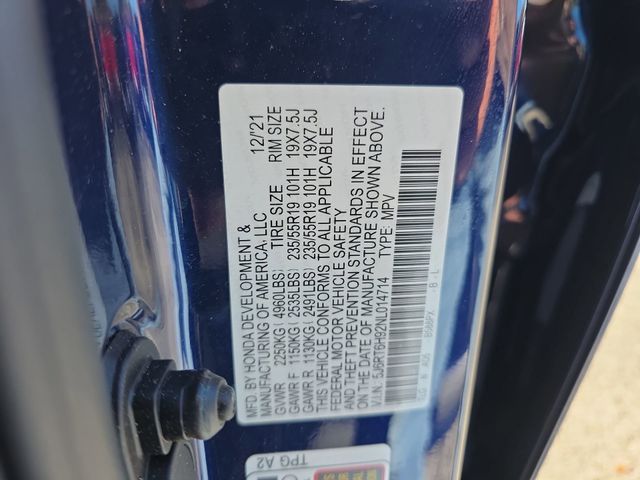 MFD. BY HONDA DEVELOPMENT &
MANUFACTURING OF AMERICA, LLC 12/'21
GVWR 2250KG( 4960LBS) TIRE SIZE RIM SIZE
GAWR F 1150KG( 2535LBS) 235/55R19 101H 19X7.5J
GAWR R 1130KG( 2491LBS) 235/55R19 101H 19X7.5J
THIS VEHICLE CONFORMS TO ALL APPLICABLE
FEDERAL MOTOR VEHICLE SAFETY
AND THEFT PREVENTION STANDARDS IN EFFECT
ON THE DATE OF MANUFACTURE SHOWN ABOVE.
V.I.N: 5J6RT6H92NL014714 TYPE: MPV
B588PX - B - L
TPG A2